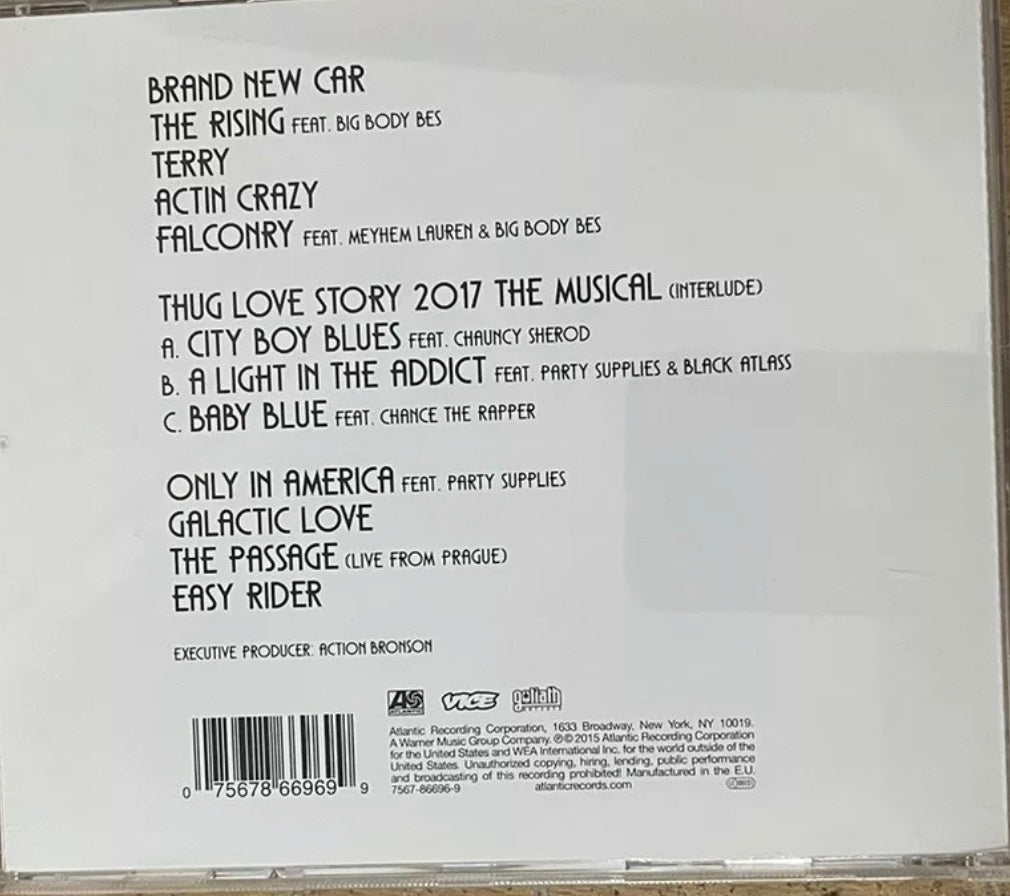 BRAND NEW CAR
THE RISING FEAT. BIG BODY BES
TERRY
ACTIN CRAZY
FALCONRY FEAT. MEYHEM LAUREN & BIG BODY BES
THUG LOVE STORY 2017 THE MUSICAL (INTERLUDE)
A. CITY BOY BLUES FEAT. CHAUNCY SHEROD
B. A LIGHT IN THE ADDICT FEAT. PARTY SUPPLIES & BLACK ATLASS
C. BABY BLUE FEAT. CHANCE THE RAPPER
ONLY IN AMERICA FEAT. PARTY SUPPLIES
GALACTIC LOVE
THE PASSAGE (LIVE FROM PRAGUE)
EASY RIDER
EXECUTIVE PRODUCER: ACTION BRONSON
ATLANTIC VICE goliath
Atlantic Recording Corporation, 1633 Broadway, New York, NY 10019.
A Warner Music Group Company. ℗©2015 Atlantic Recording Corporation
for the United States and WEA International Inc. for the world outside of the
United States. Unauthorized copying, hiring, lending, public performance
and broadcasting of this recording prohibited! Manufactured in the E.U.
7567-86696-9 atlanticrecords.com
0 75678 66969 9